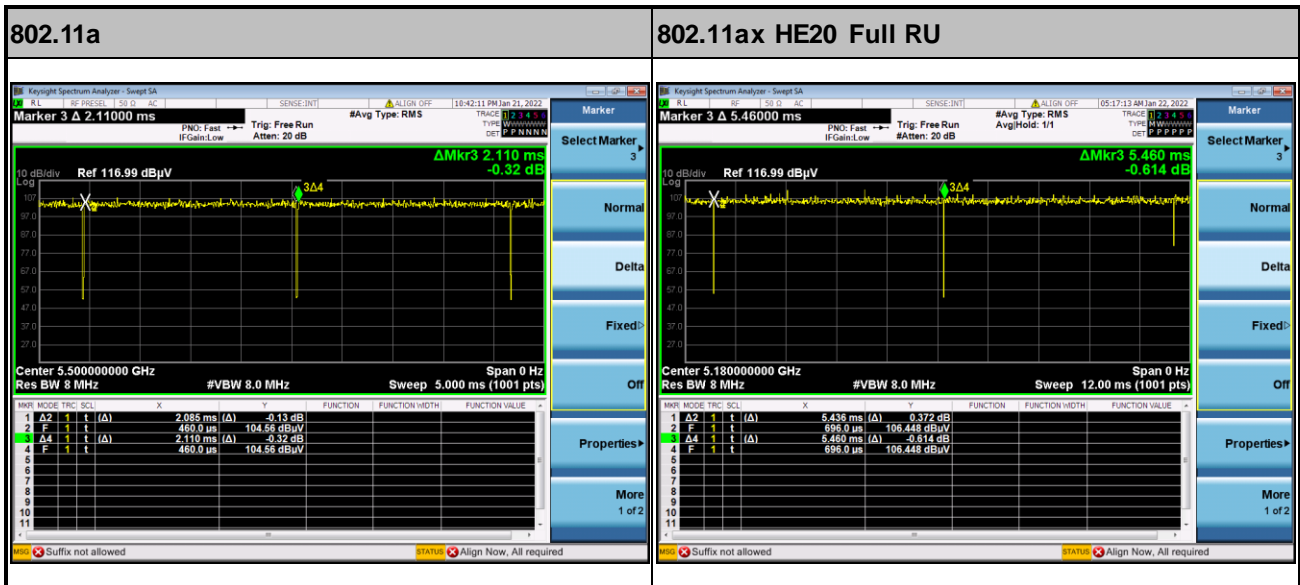 802.11a
Keysight Spectrum Analyzer - Swept SA
RL RF PRESEL 50 Ω AC SENSE:INT ALIGN OFF 10:42:11 PM Jan 21, 2022
Marker 3 Δ 2.11000 ms
PNO: Fast
IFGain:Low
Trig: Free Run
Atten: 20 dB
#Avg Type: RMS
TRACE 1 2 3 4 5 6
TYPE W
DET P P N N N N
ΔMkr3 2.110 ms
-0.32 dB
10 dB/div Ref 116.99 dBµV
Log
107
97.0
87.0
77.0
67.0
57.0
47.0
37.0
27.0
3Δ4
Center 5.500000000 GHz Span 0 Hz
Res BW 8 MHz #VBW 8.0 MHz Sweep 5.000 ms (1001 pts)
MKR MODE TRC SCL X Y FUNCTION FUNCTION WIDTH FUNCTION VALUE
1 Δ2 1 t (Δ) 2.085 ms (Δ) -0.13 dB
2 F 1 t 460.0 µs 104.56 dBµV
3 Δ4 1 t (Δ) 2.110 ms (Δ) -0.32 dB
4 F 1 t 460.0 µs 104.56 dBµV
5
6
7
8
9
10
11
MSG Suffix not allowed STATUS Align Now, All required
Marker
Select Marker
3
Normal
Delta
Fixed
Off
Properties
More
1 of 2
802.11ax HE20 Full RU
Keysight Spectrum Analyzer - Swept SA
RL RF 50 Ω AC SENSE:INT ALIGN OFF 05:17:13 AM Jan 22, 2022
Marker 3 Δ 5.46000 ms
PNO: Fast
IFGain:Low
Trig: Free Run
#Atten: 20 dB
#Avg Type: RMS
Avg|Hold: 1/1
TRACE 1 2 3 4 5 6
TYPE M
DET P P P P P P
ΔMkr3 5.460 ms
-0.614 dB
10 dB/div Ref 116.99 dBµV
Log
107
97.0
87.0
77.0
67.0
57.0
47.0
37.0
27.0
3Δ4
Center 5.180000000 GHz Span 0 Hz
Res BW 8 MHz #VBW 8.0 MHz Sweep 12.00 ms (1001 pts)
MKR MODE TRC SCL X Y FUNCTION FUNCTION WIDTH FUNCTION VALUE
1 Δ2 1 t (Δ) 5.436 ms (Δ) 0.372 dB
2 F 1 t 696.0 µs 106.448 dBuV
3 Δ4 1 t (Δ) 5.460 ms (Δ) -0.614 dB
4 F 1 t 696.0 µs 106.448 dBuV
5
6
7
8
9
10
11
MSG Suffix not allowed STATUS Align Now, All required
Marker
Select Marker
3
Normal
Delta
Fixed
Off
Properties
More
1 of 2